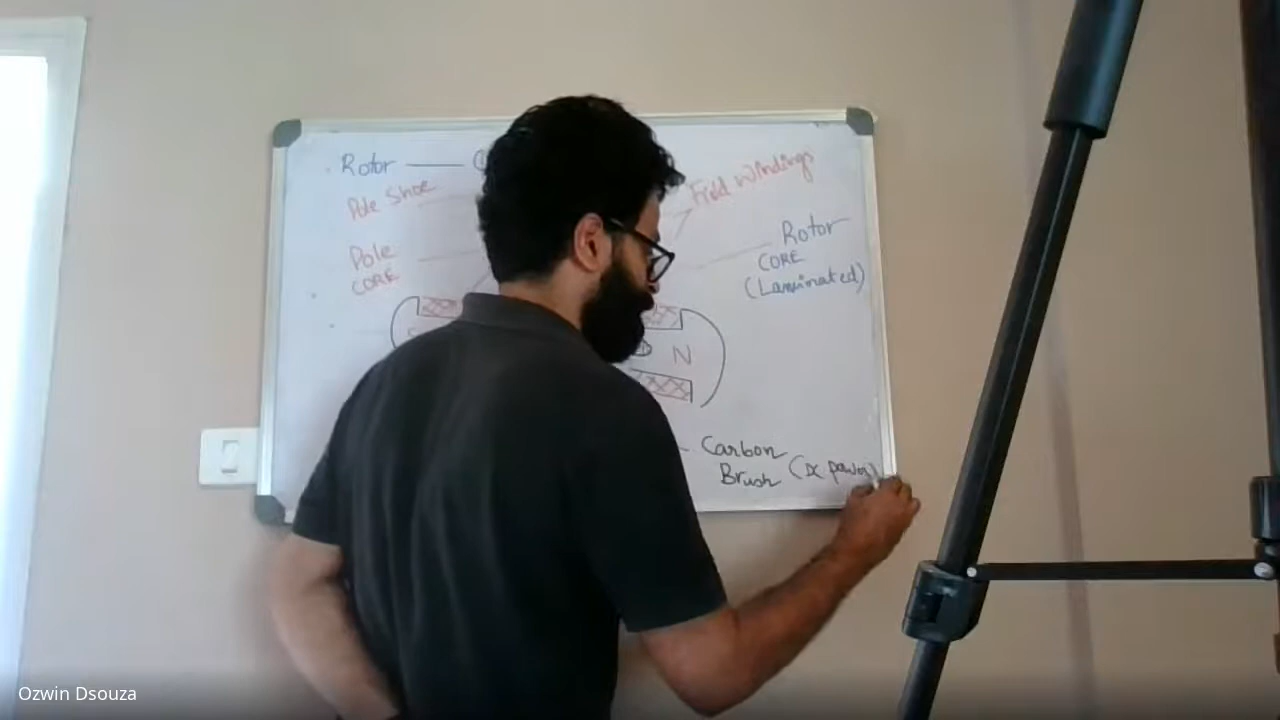 Rotor
Pole Shoe
Field Windings
Pole
CORE
Rotor
CORE
(Laminated)
N
Carbon
Brush (DC power)
Ozwin Dsouza